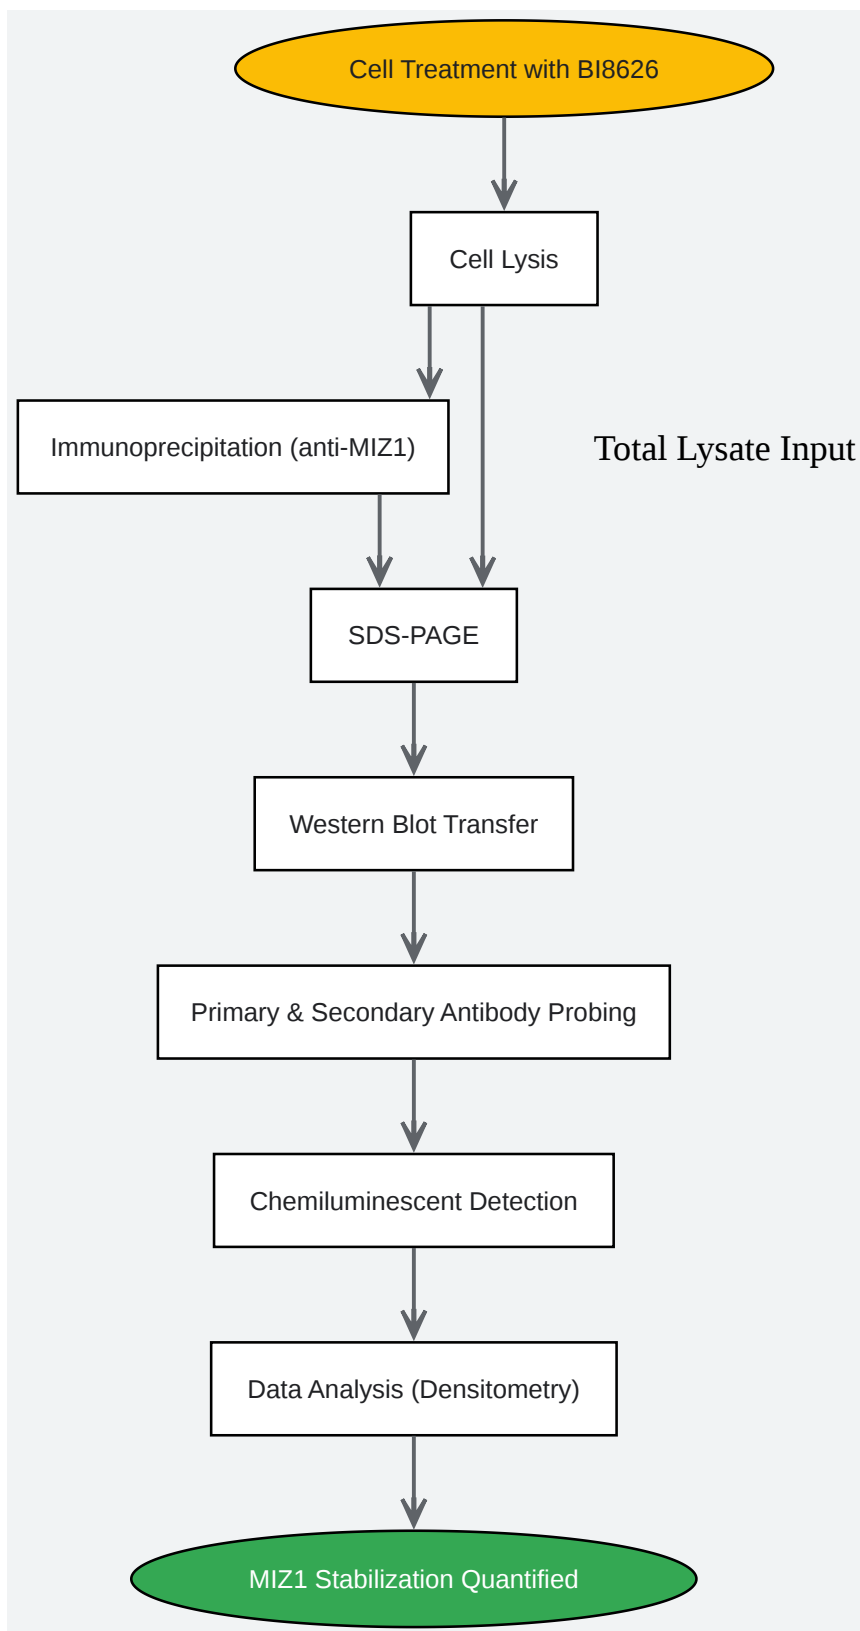 Cell Treatment with BI8626
Cell Lysis
Immunoprecipitation (anti-MIZ1)
Total Lysate Input
SDS-PAGE
Western Blot Transfer
Primary & Secondary Antibody Probing
Chemiluminescent Detection
Data Analysis (Densitometry)
MIZ1 Stabilization Quantified